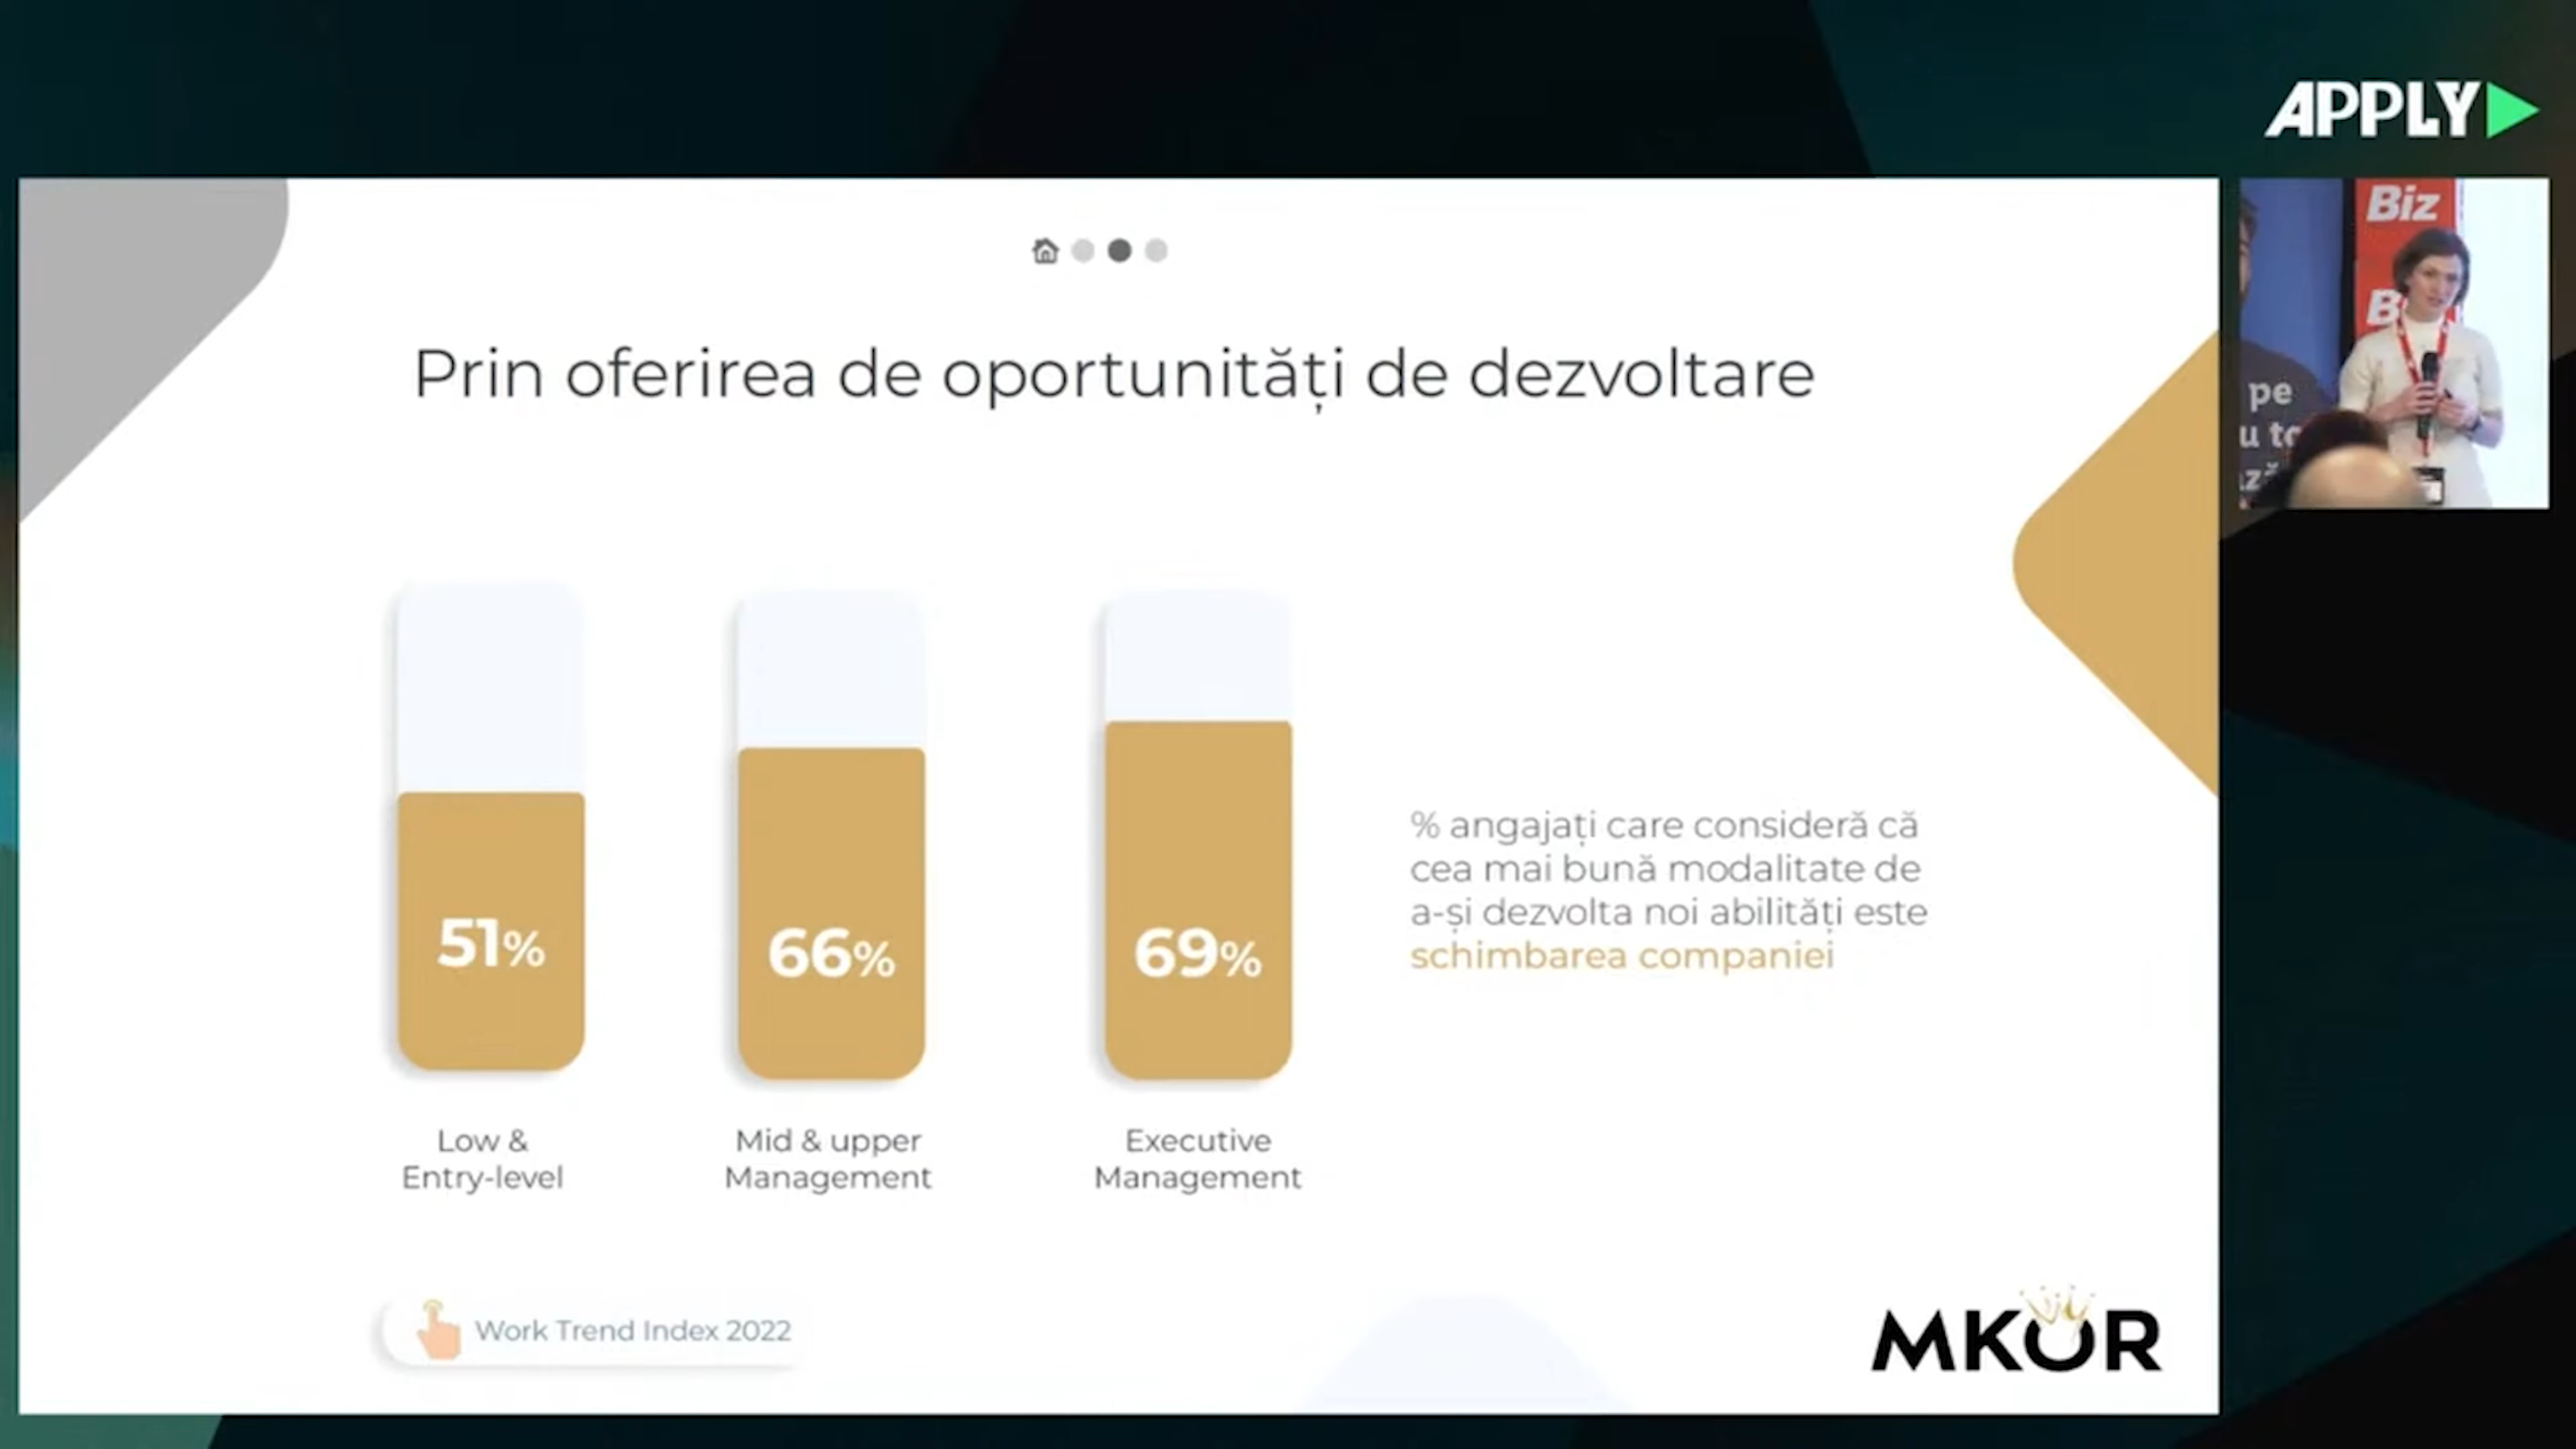 APPLY
Biz
pe
Prin oferirea de oportunități de dezvoltare
51%
66%
69%
% angajați care consideră că
cea mai bună modalitate de
a-și dezvolta noi abilități este
schimbarea companiei
Low &
Entry-level
Mid & upper
Management
Executive
Management
Work Trend Index 2022
MKOR